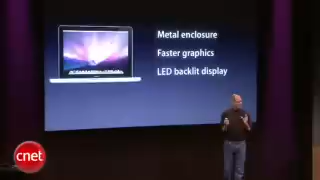 Metal enclosure
Faster graphics
LED backlit display
cnet